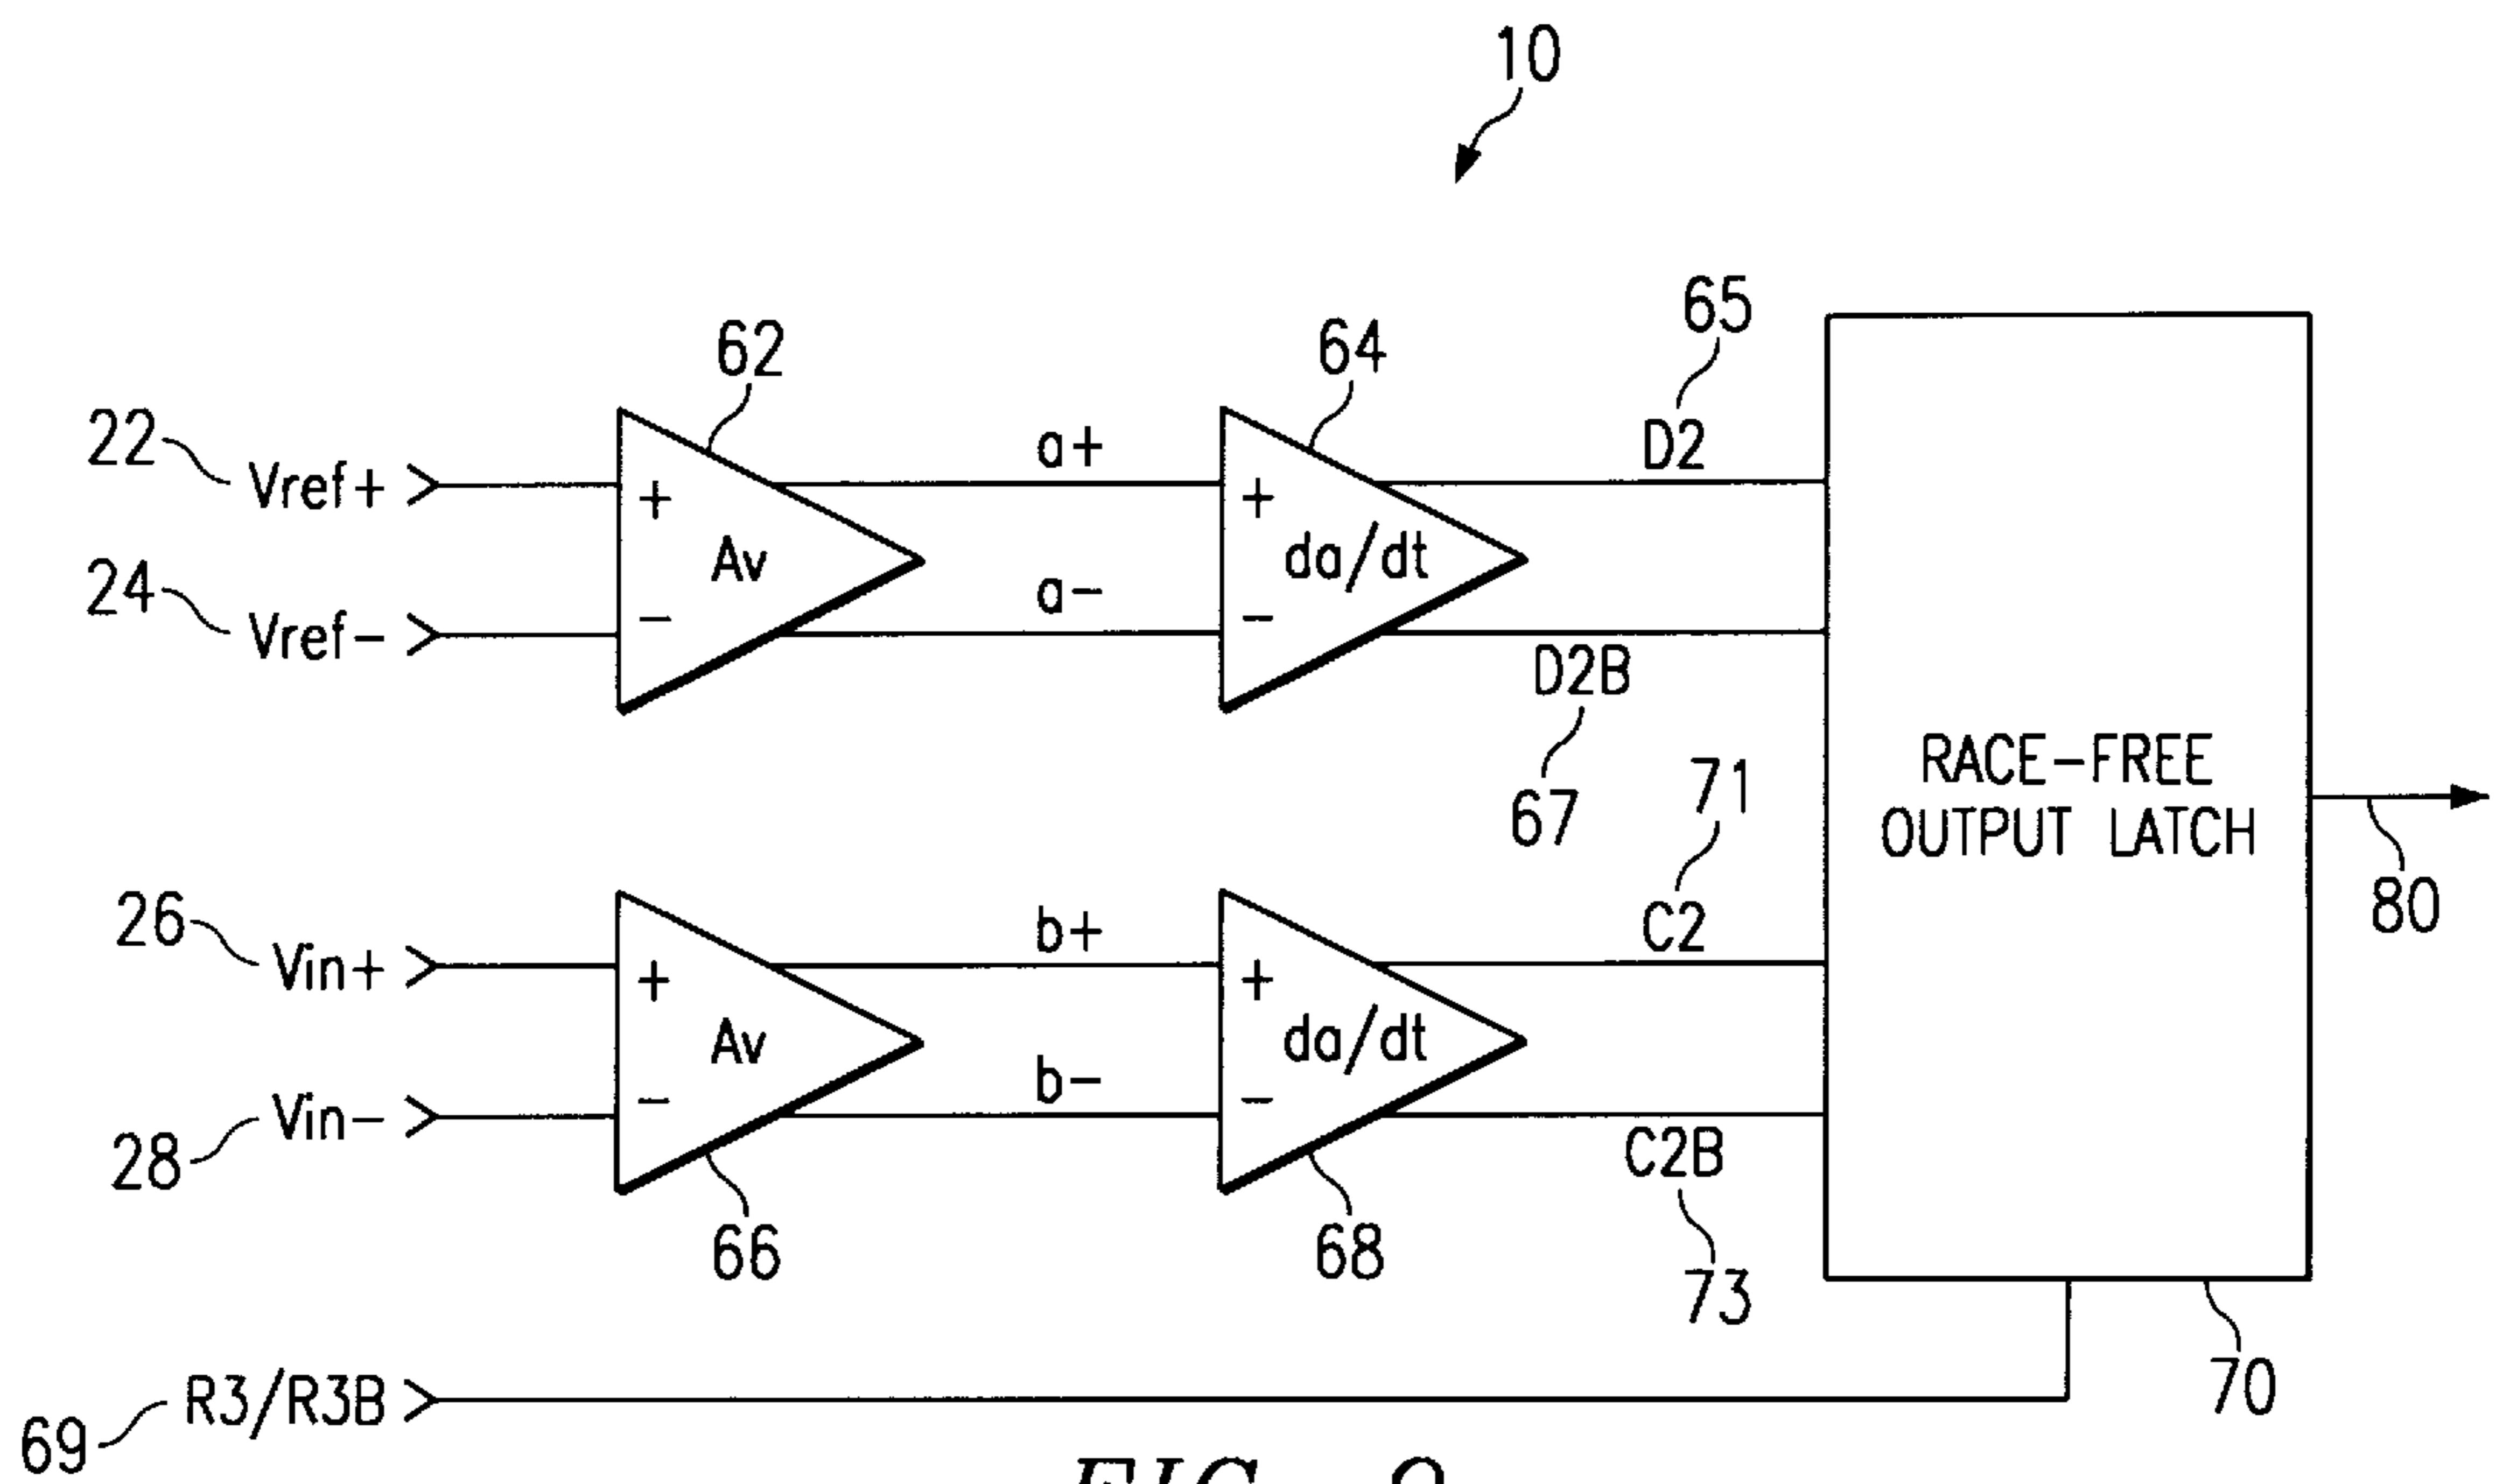 10
65
62
64
22
Vref+
+
Av
-
a+
+
da/dt
-
D2
24
Vref-
a-
D2B
67
71
RACE-FREE
OUTPUT LATCH
80
26
Vin+
+
Av
-
b+
+
da/dt
-
C2
28
Vin-
b-
C2B
66
68
73
70
69
R3/R3B